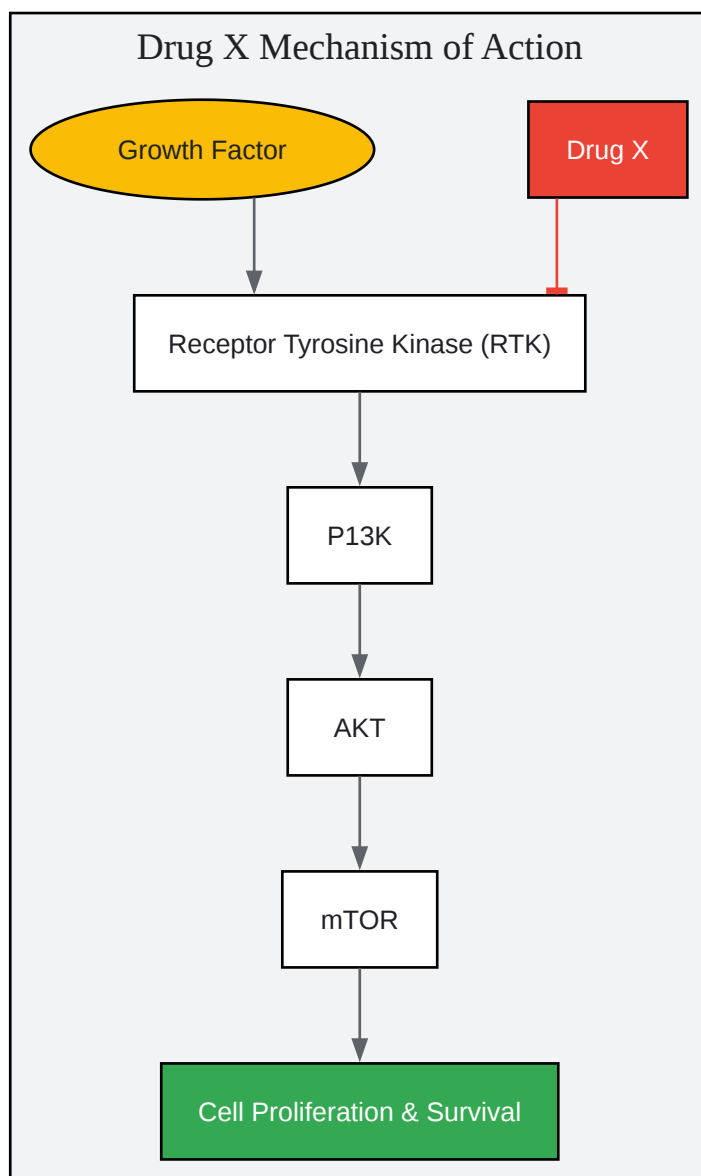 Drug X Mechanism of Action
Growth Factor
Drug X
Receptor Tyrosine Kinase (RTK)
P13K
AKT
mTOR
Cell Proliferation & Survival